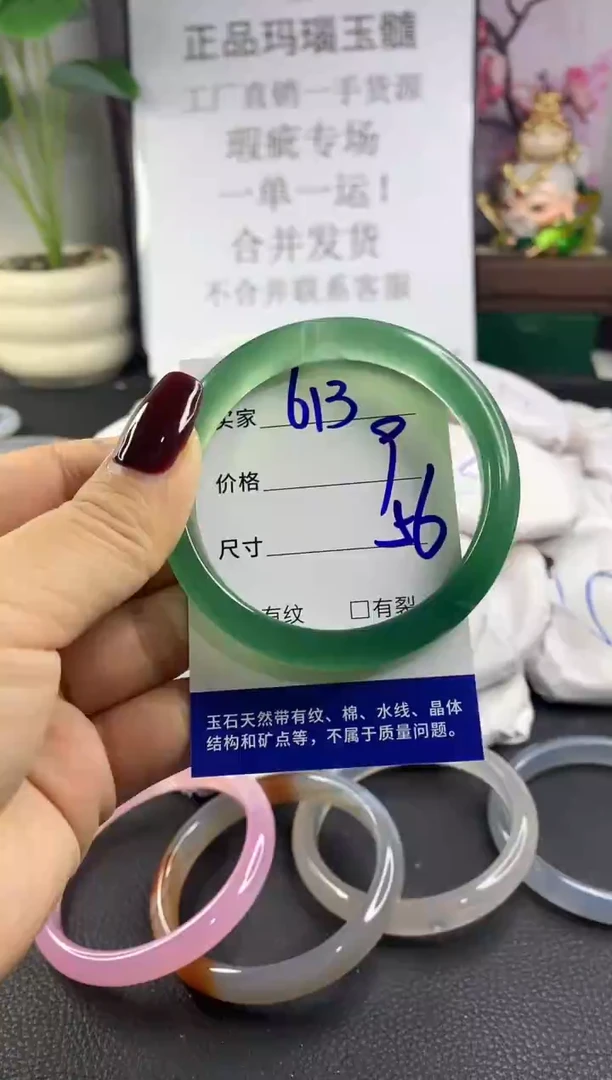 正品玛瑙玉髓
工厂直销一手货源
瑕疵专场
一单一运！
合并发货
不合并联系客服
买家 613
价格
尺寸 56
有纹 □有裂
玉石天然带有纹、棉、水线、晶体
结构和矿点等，不属于质量问题。